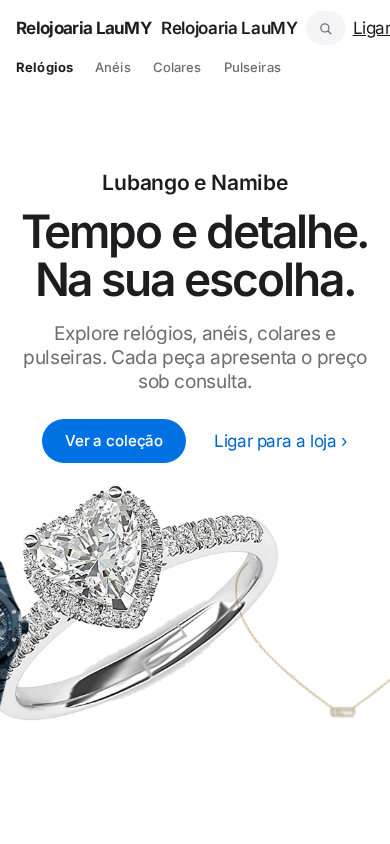 Relojoaria LauMY Relojoaria LauMY Ligar
Relógios Anéis Colares Pulseiras
Lubango e Namibe
Tempo e detalhe.
Na sua escolha.
Explore relógios, anéis, colares e
pulseiras. Cada peça apresenta o preço
sob consulta.
Ver a coleção Ligar para a loja ›